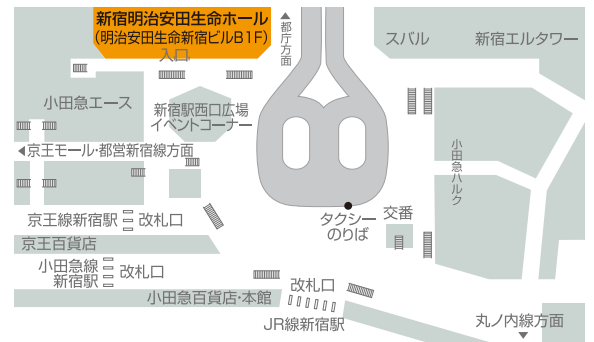 新宿明治安田生命ホール
(明治安田生命新宿ビルB1F)
入口
都庁方面
スバル
新宿エルタワー
小田急エース
新宿駅西口広場
イベントコーナー
京王モール・都営新宿線方面
小田急ハルク
京王線新宿駅
改札口
タクシー
のりば
交番
京王百貨店
小田急線
新宿駅
改札口
小田急百貨店・本館
改札口
JR線新宿駅
丸ノ内線方面